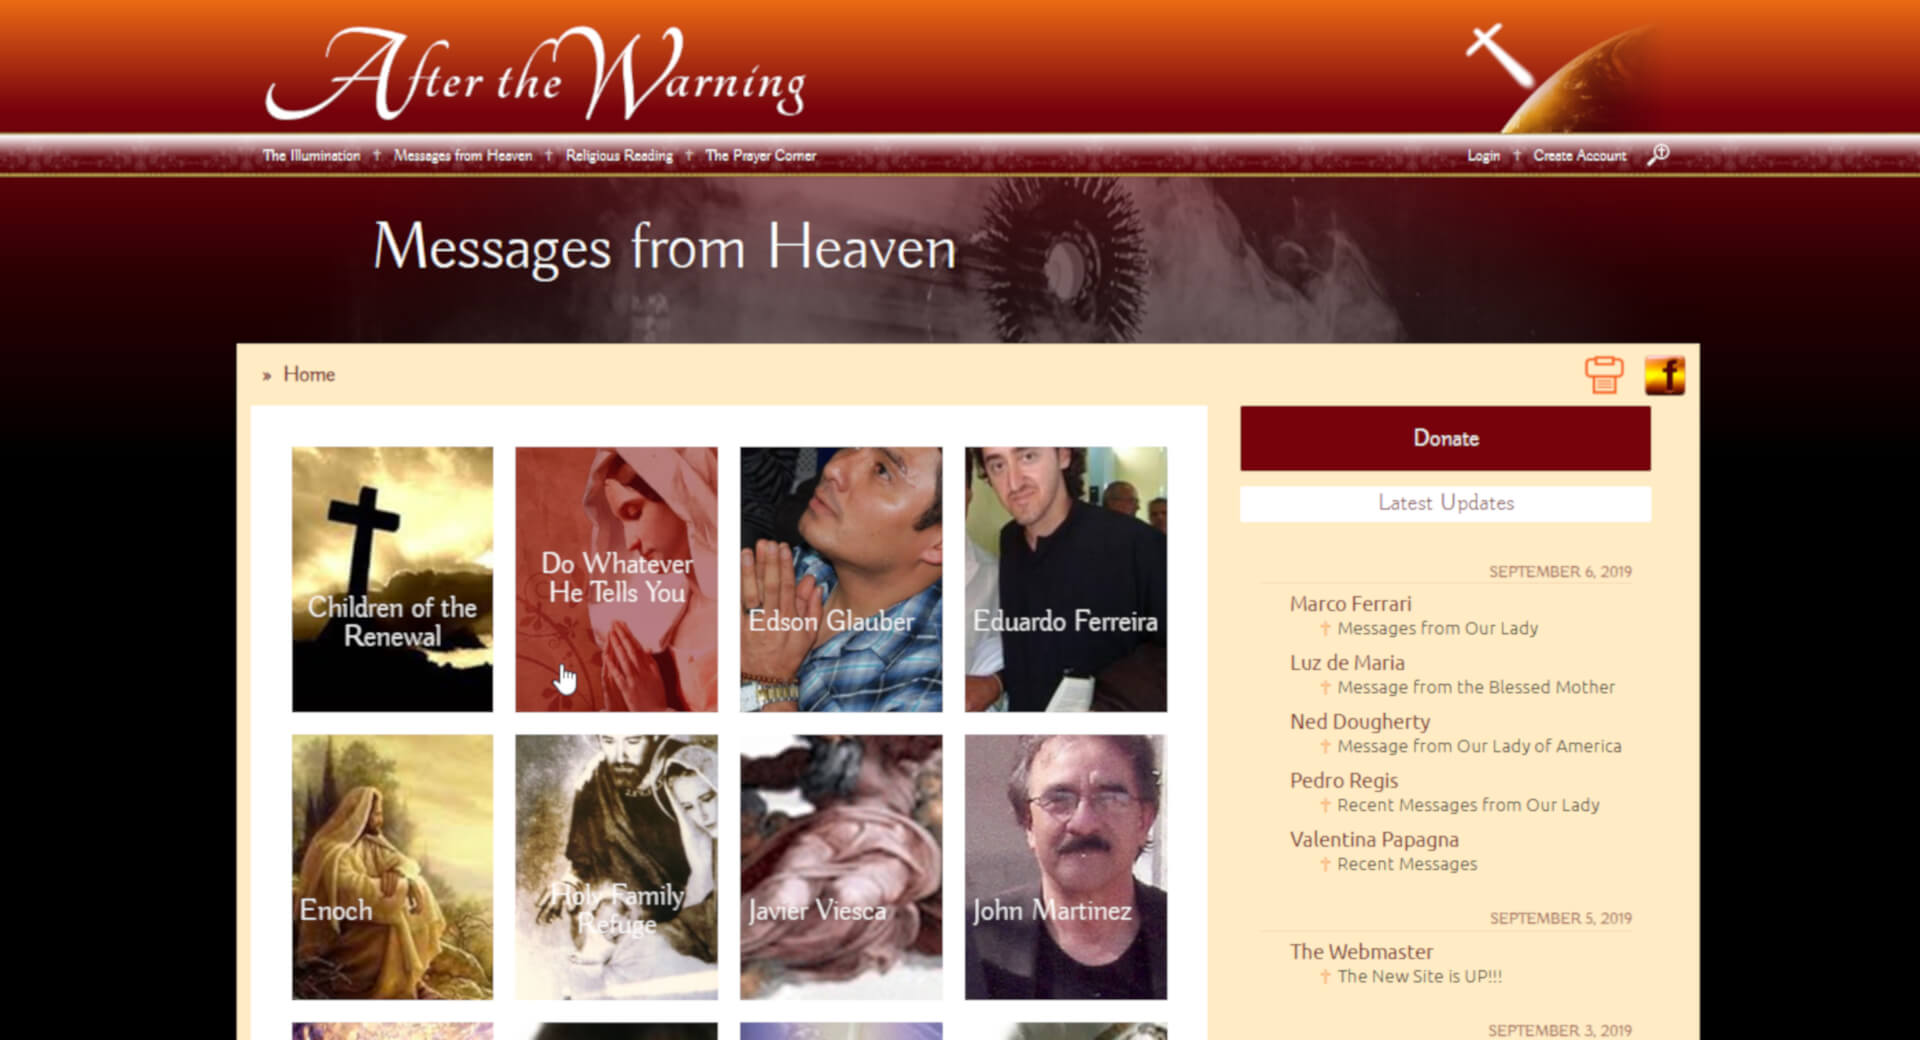 After the Warning
The Illumination † Messages from Heaven † Religious Reading † The Prayer Corner
Login † Create Account
Messages from Heaven
» Home
f
Children of the
Renewal
Do Whatever
He Tells You
Edson Glauber
Eduardo Ferreira
Enoch
Holy Family
Refuge
Javier Viesca
John Martinez
Donate
Latest Updates
SEPTEMBER 6, 2019
Marco Ferrari
† Messages from Our Lady
Luz de Maria
† Message from the Blessed Mother
Ned Dougherty
† Message from Our Lady of America
Pedro Regis
† Recent Messages from Our Lady
Valentina Papagna
† Recent Messages
SEPTEMBER 5, 2019
The Webmaster
† The New Site is UP!!!
SEPTEMBER 3, 2019